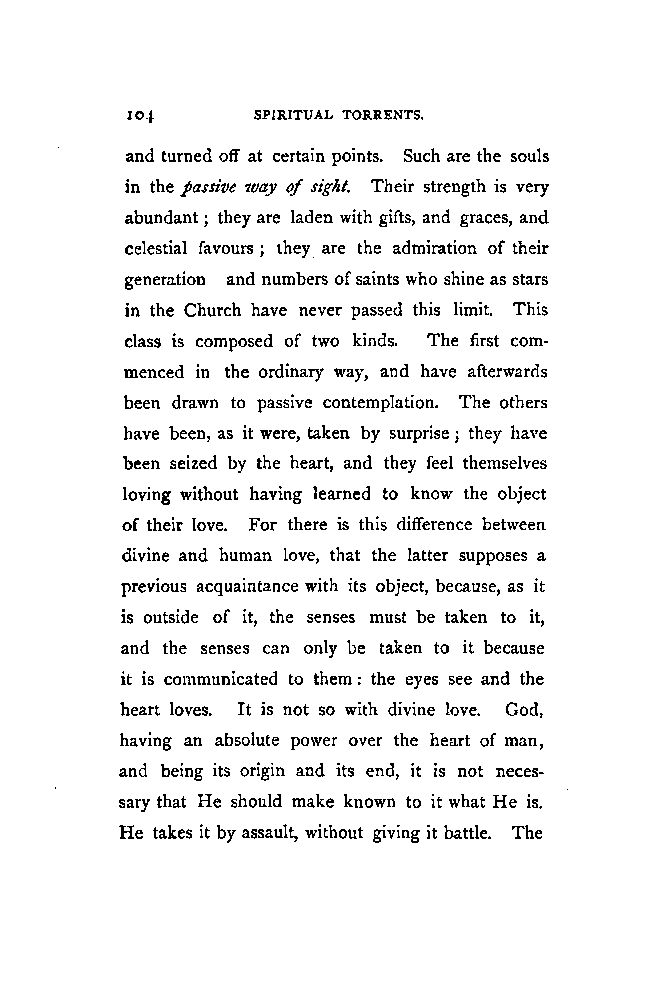 104 SPIRITUAL TORRENTS.
and turned off at certain points. Such are the souls
in the passive way of sight. Their strength is very
abundant ; they are laden with gifts, and graces, and
celestial favours ; they are the admiration of their
generation and numbers of saints who shine as stars
in the Church have never passed this limit. This
class is composed of two kinds. The first com-
menced in the ordinary way, and have afterwards
been drawn to passive contemplation. The others
have been, as it were, taken by surprise ; they have
been seized by the heart, and they feel themselves
loving without having learned to know the object
of their love. For there is this difference between
divine and human love, that the latter supposes a
previous acquaintance with its object, because, as it
is outside of it, the senses must be taken to it,
and the senses can only be taken to it because
it is communicated to them : the eyes see and the
heart loves. It is not so with divine love. God,
having an absolute power over the heart of man,
and being its origin and its end, it is not neces-
sary that He should make known to it what He is.
He takes it by assault, without giving it battle. The